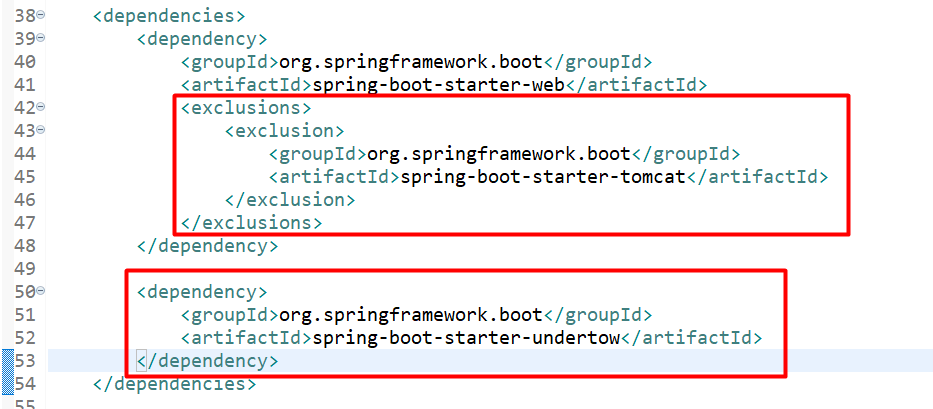 38 <dependencies>
39 <dependency>
40 <groupId>org.springframework.boot</groupId>
41 <artifactId>spring-boot-starter-web</artifactId>
42 <exclusions>
43 <exclusion>
44 <groupId>org.springframework.boot</groupId>
45 <artifactId>spring-boot-starter-tomcat</artifactId>
46 </exclusion>
47 </exclusions>
48 </dependency>
49
50 <dependency>
51 <groupId>org.springframework.boot</groupId>
52 <artifactId>spring-boot-starter-undertow</artifactId>
53 </dependency>
54 </dependencies>
55